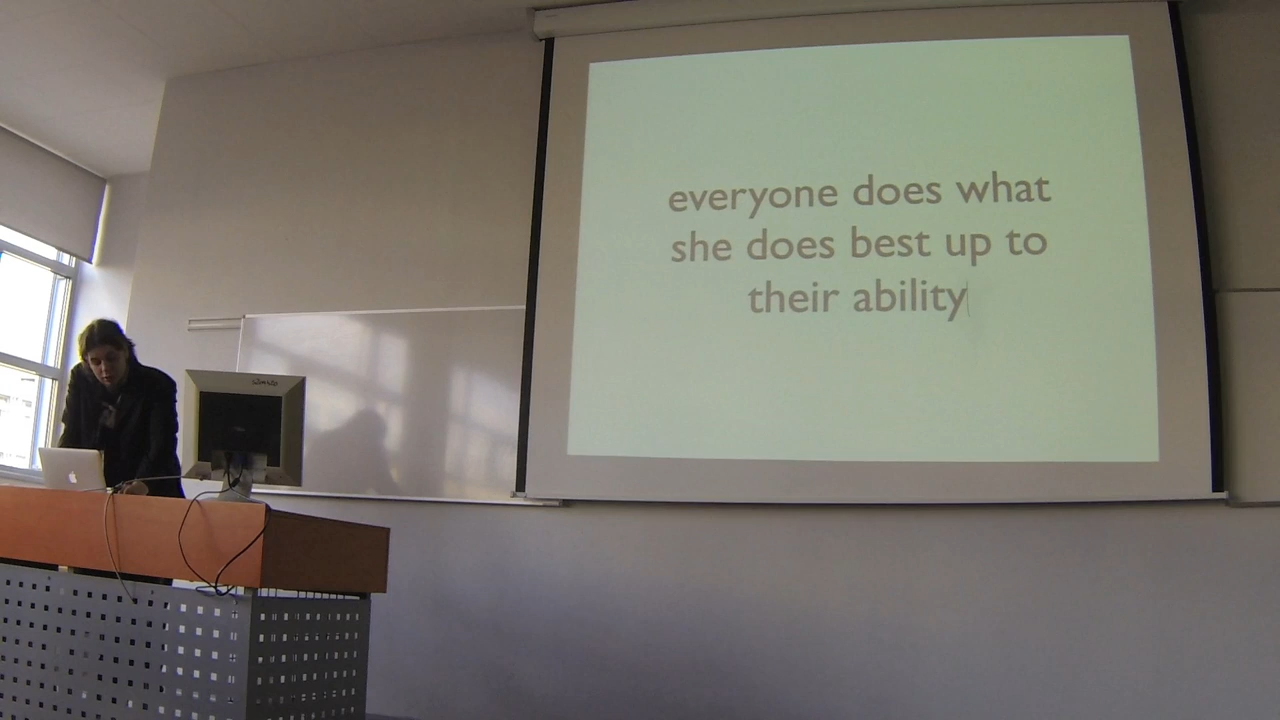 everyone does what
she does best up to
their ability